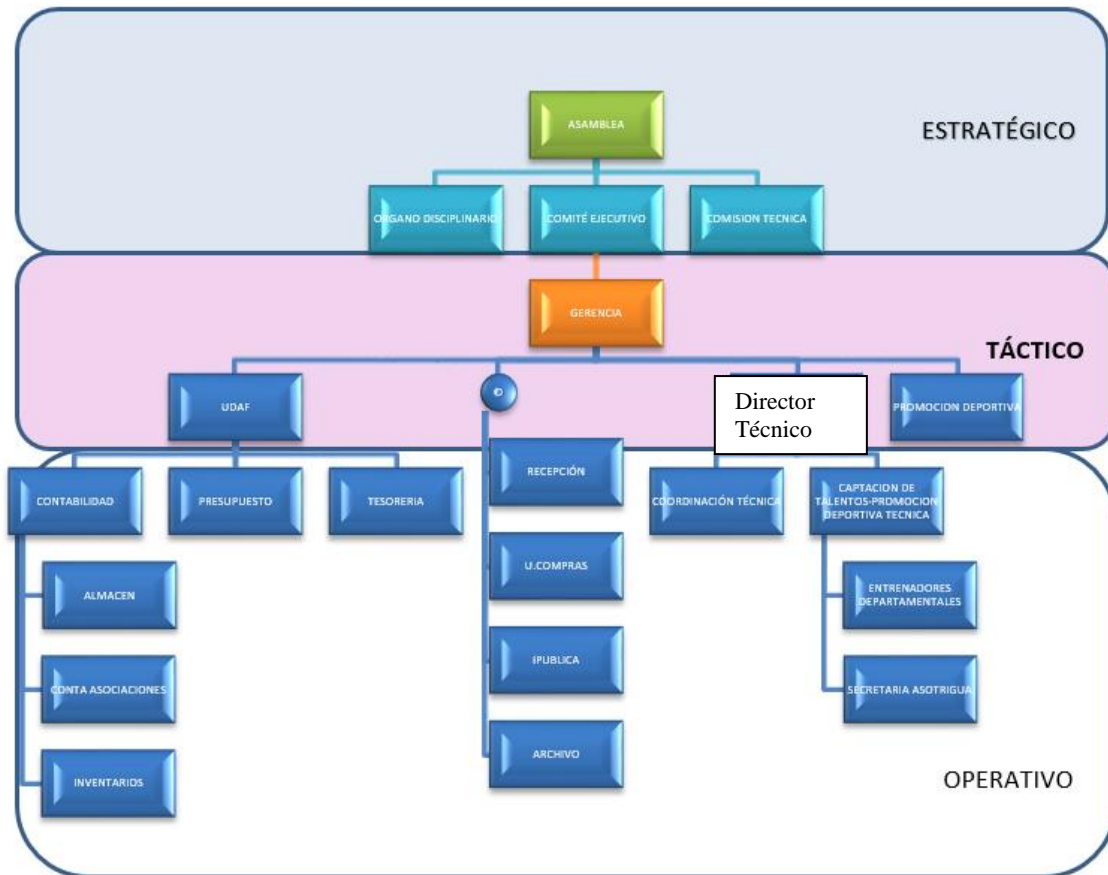 ASAMBLEA
ESTRATÉGICO
ORGANO DISCIPLINARIO
COMITÉ EJECUTIVO
COMISION TECNICA
GERENCIA
TÁCTICO
UDAF
©
Director
Técnico
PROMOCION DEPORTIVA
CONTABILIDAD
PRESUPUESTO
TESORERIA
RECEPCIÓN
COORDINACIÓN TÉCNICA
CAPTACION DE
TALENTOS-PROMOCION
DEPORTIVA TECNICA
ALMACEN
U.COMPRAS
ENTRENADORES
DEPARTAMENTALES
CONTA ASOCIACIONES
IPUBLICA
SECRETARIA ASOTRIGUA
INVENTARIOS
ARCHIVO
OPERATIVO